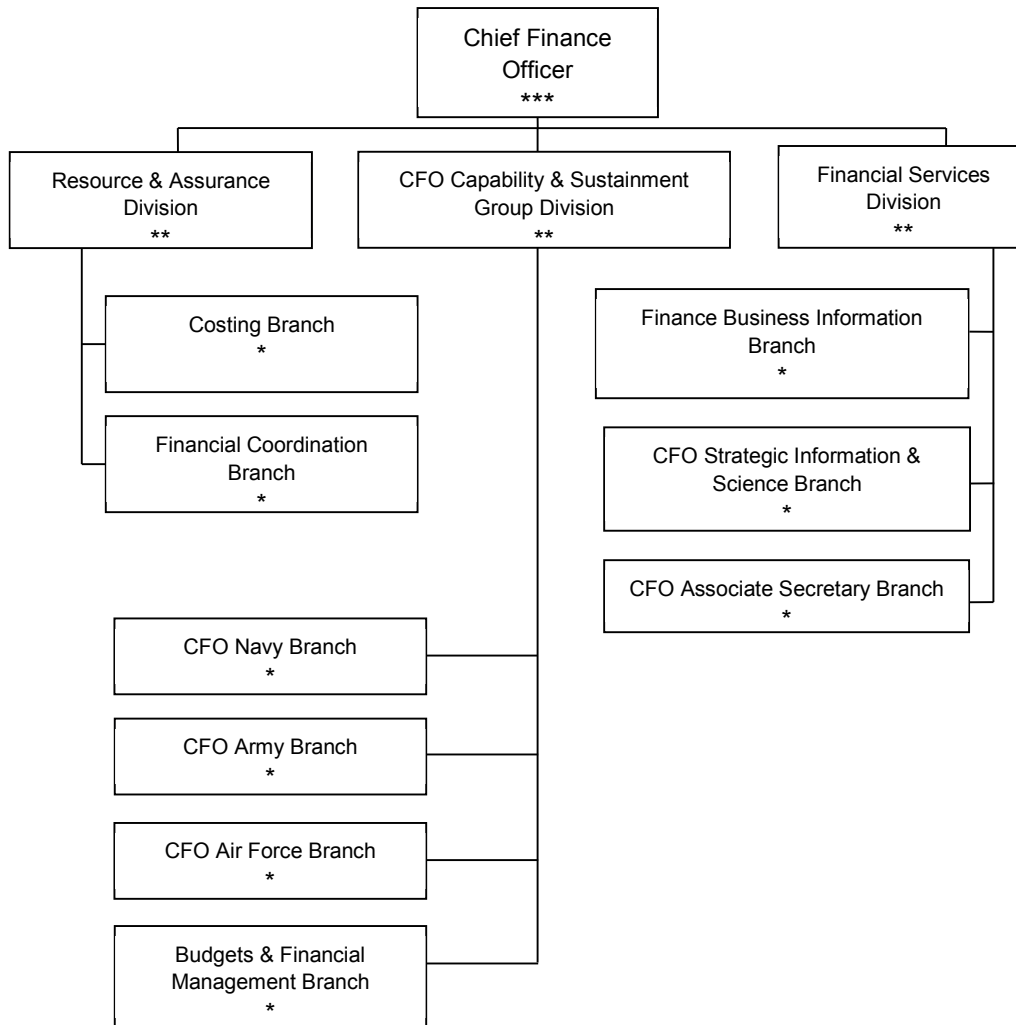 Chief Finance
Officer
***
Resource & Assurance
Division
**
CFO Capability & Sustainment
Group Division
**
Financial Services
Division
**
Costing Branch
*
Financial Coordination
Branch
*
Finance Business Information
Branch
*
CFO Strategic Information &
Science Branch
*
CFO Associate Secretary Branch
*
CFO Navy Branch
*
CFO Army Branch
*
CFO Air Force Branch
*
Budgets & Financial
Management Branch
*